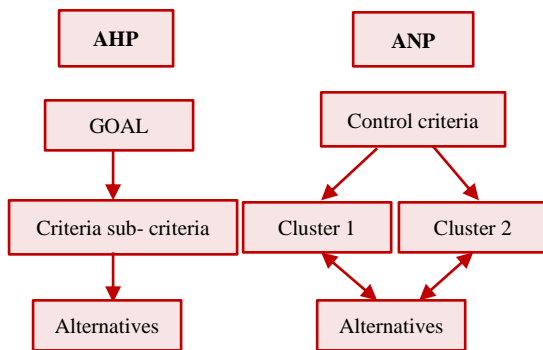 AHP
ANP
GOAL
Control criteria
Criteria sub- criteria
Cluster 1
Cluster 2
Alternatives
Alternatives